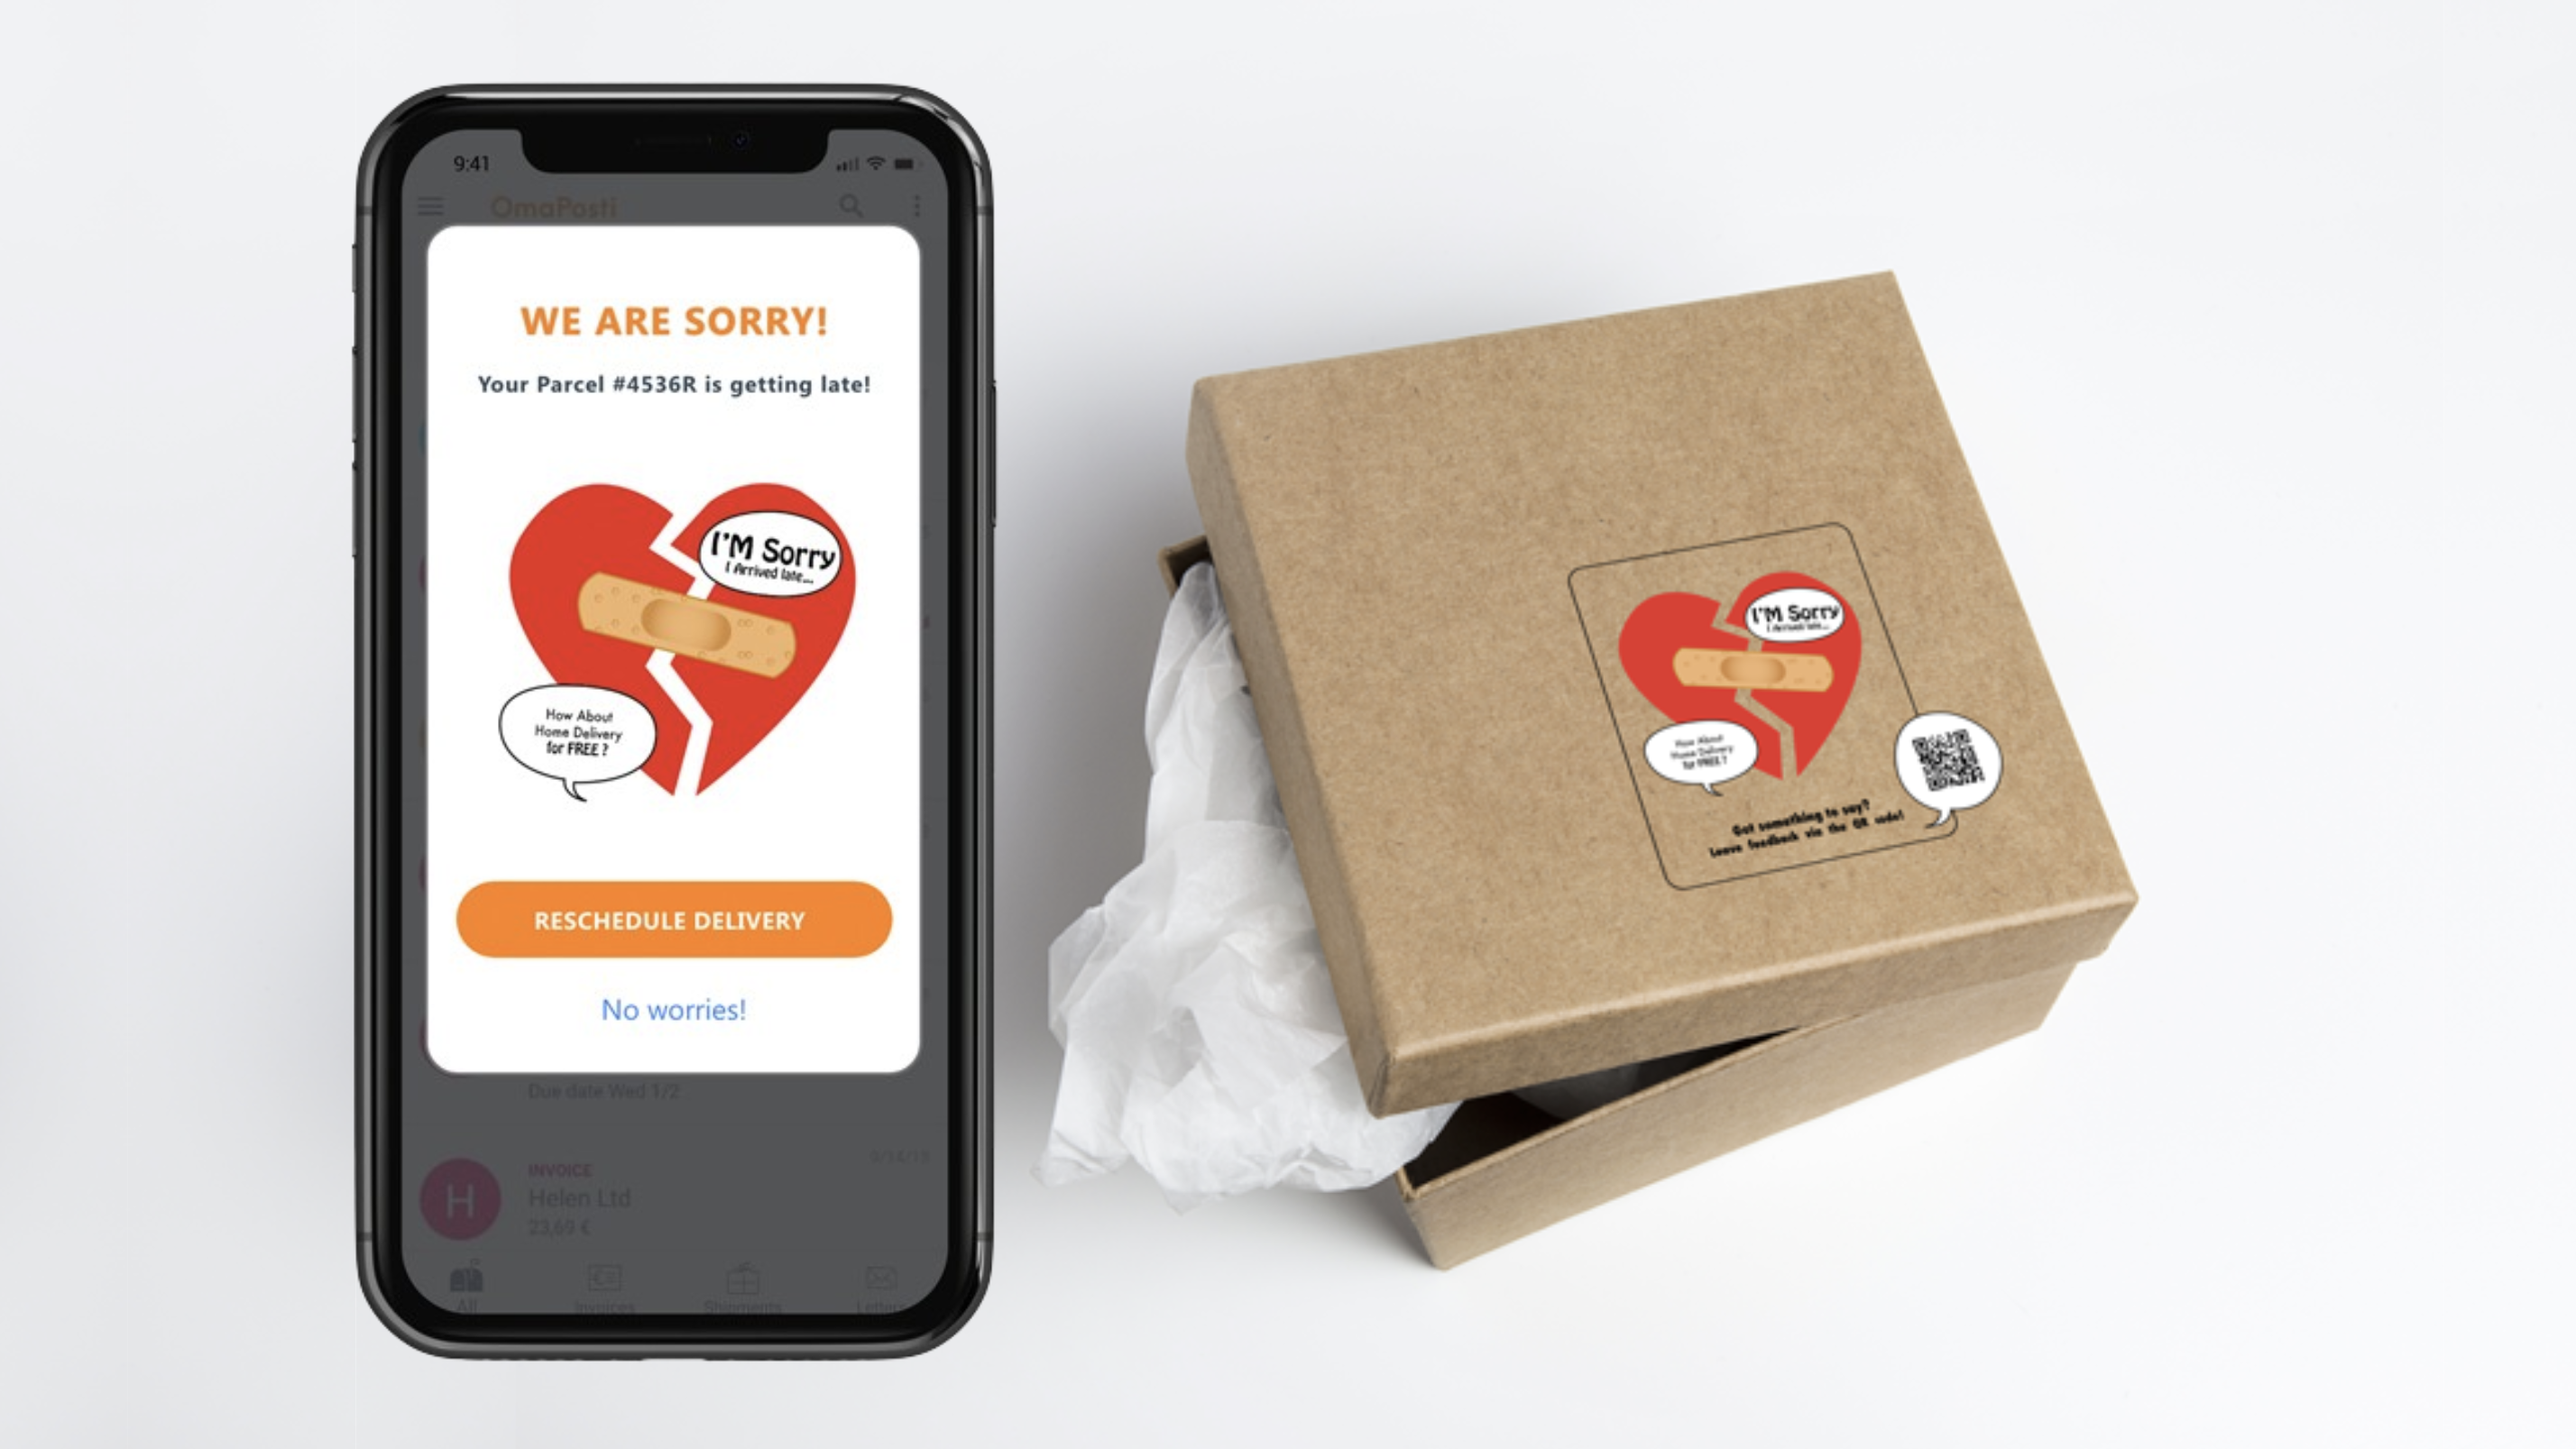 9:41
OmaPosti
WE ARE SORRY!
Your Parcel #4536R is getting late!
I'M Sorry
I Arrived late...
How About
Home Delivery
for FREE?
RESCHEDULE DELIVERY
No worries!
Due date Wed 1/2
INVOICE
Helen Ltd
23,69 €
All
Invoices
Shipments
Letters
I'M Sorry
I Arrived late...
How About
Home Delivery
for FREE?
Got something to say?
Leave feedback via the QR code!